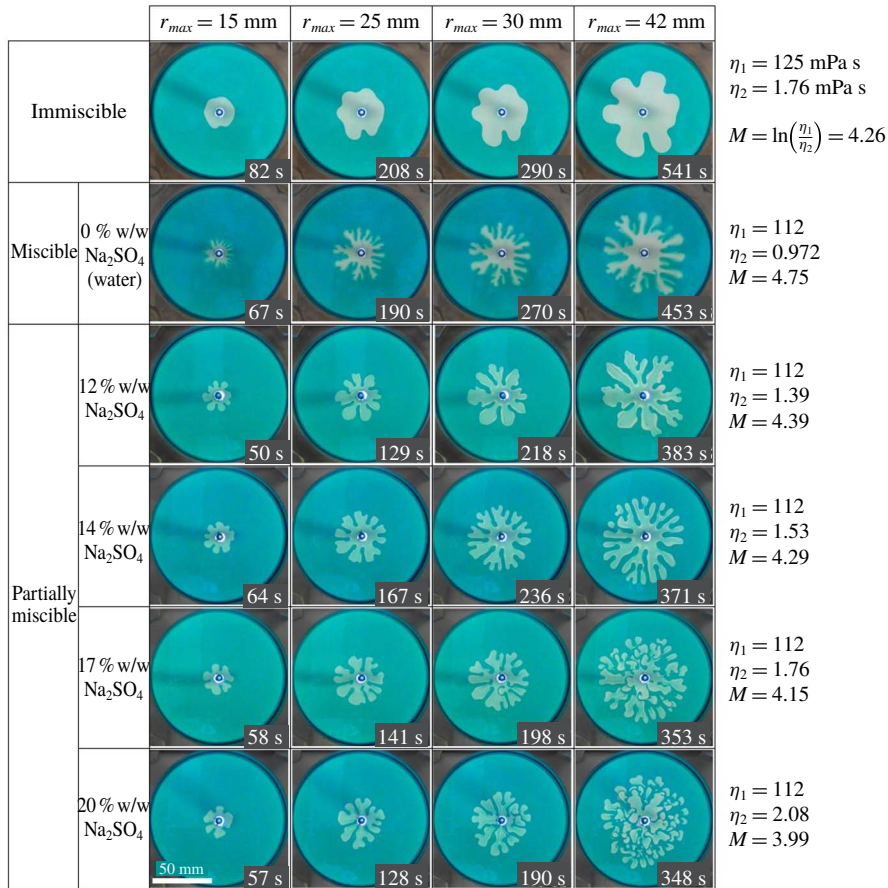 r_max = 15 mm r_max = 25 mm r_max = 30 mm r_max = 42 mm
Immiscible
82 s 208 s 290 s 541 s
η₁ = 125 mPa s
η₂ = 1.76 mPa s
M = ln(η₁/η₂) = 4.26
Miscible
0 % w/w
Na₂SO₄
(water)
67 s 190 s 270 s 453 s
η₁ = 112
η₂ = 0.972
M = 4.75
Partially
miscible
12 % w/w
Na₂SO₄
50 s 129 s 218 s 383 s
η₁ = 112
η₂ = 1.39
M = 4.39
14 % w/w
Na₂SO₄
64 s 167 s 236 s 371 s
η₁ = 112
η₂ = 1.53
M = 4.29
17 % w/w
Na₂SO₄
58 s 141 s 198 s 353 s
η₁ = 112
η₂ = 1.76
M = 4.15
20 % w/w
Na₂SO₄
50 mm
57 s 128 s 190 s 348 s
η₁ = 112
η₂ = 2.08
M = 3.99